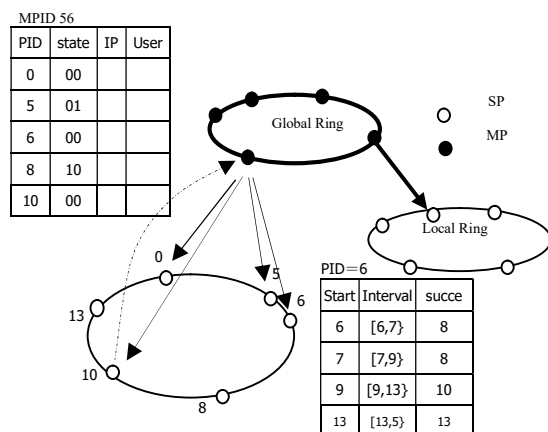 MPID 56
PID state IP User
0 00
5 01
6 00
8 10
10 00
Global Ring
SP
MP
Local Ring
0
5
6
13
10
8
PID=6
Start Interval succe
6 [6,7} 8
7 [7,9} 8
9 [9,13} 10
13 [13,5} 13